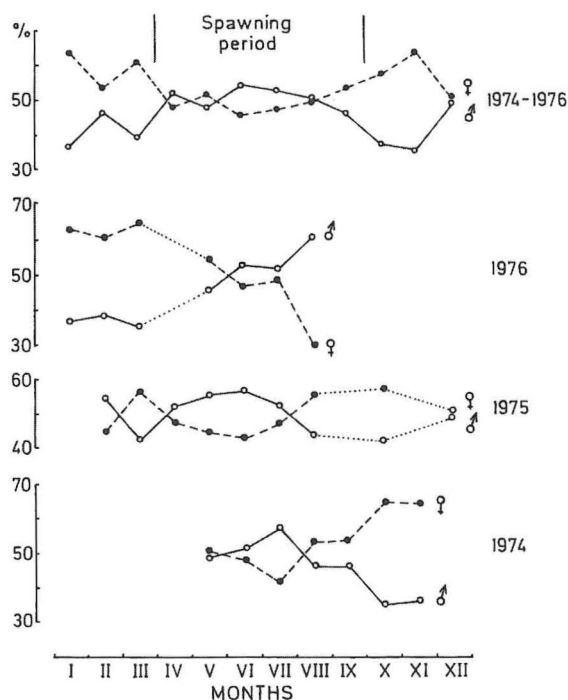 % Spawning
period
50 ♀ 1974-1976
♂
30
70
♂
50 1976
30 ♀
60 ♀ 1975
40 ♂
70
♀
50 1974
30 ♂
I II III IV V VI VII VIII IX X XI XII
MONTHS